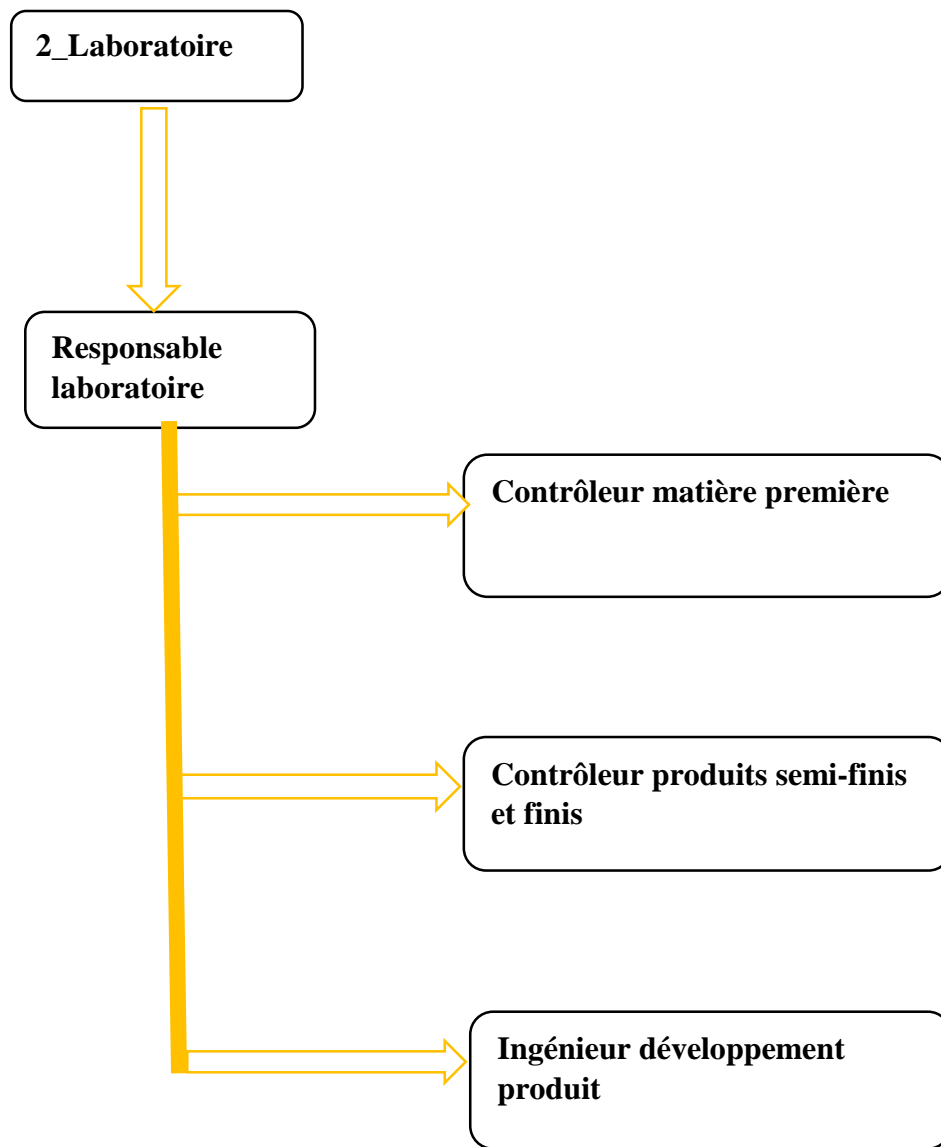 2_Laboratoire
Responsable
laboratoire
Contrôleur matière première
Contrôleur produits semi-finis
et finis
Ingénieur développement
produit